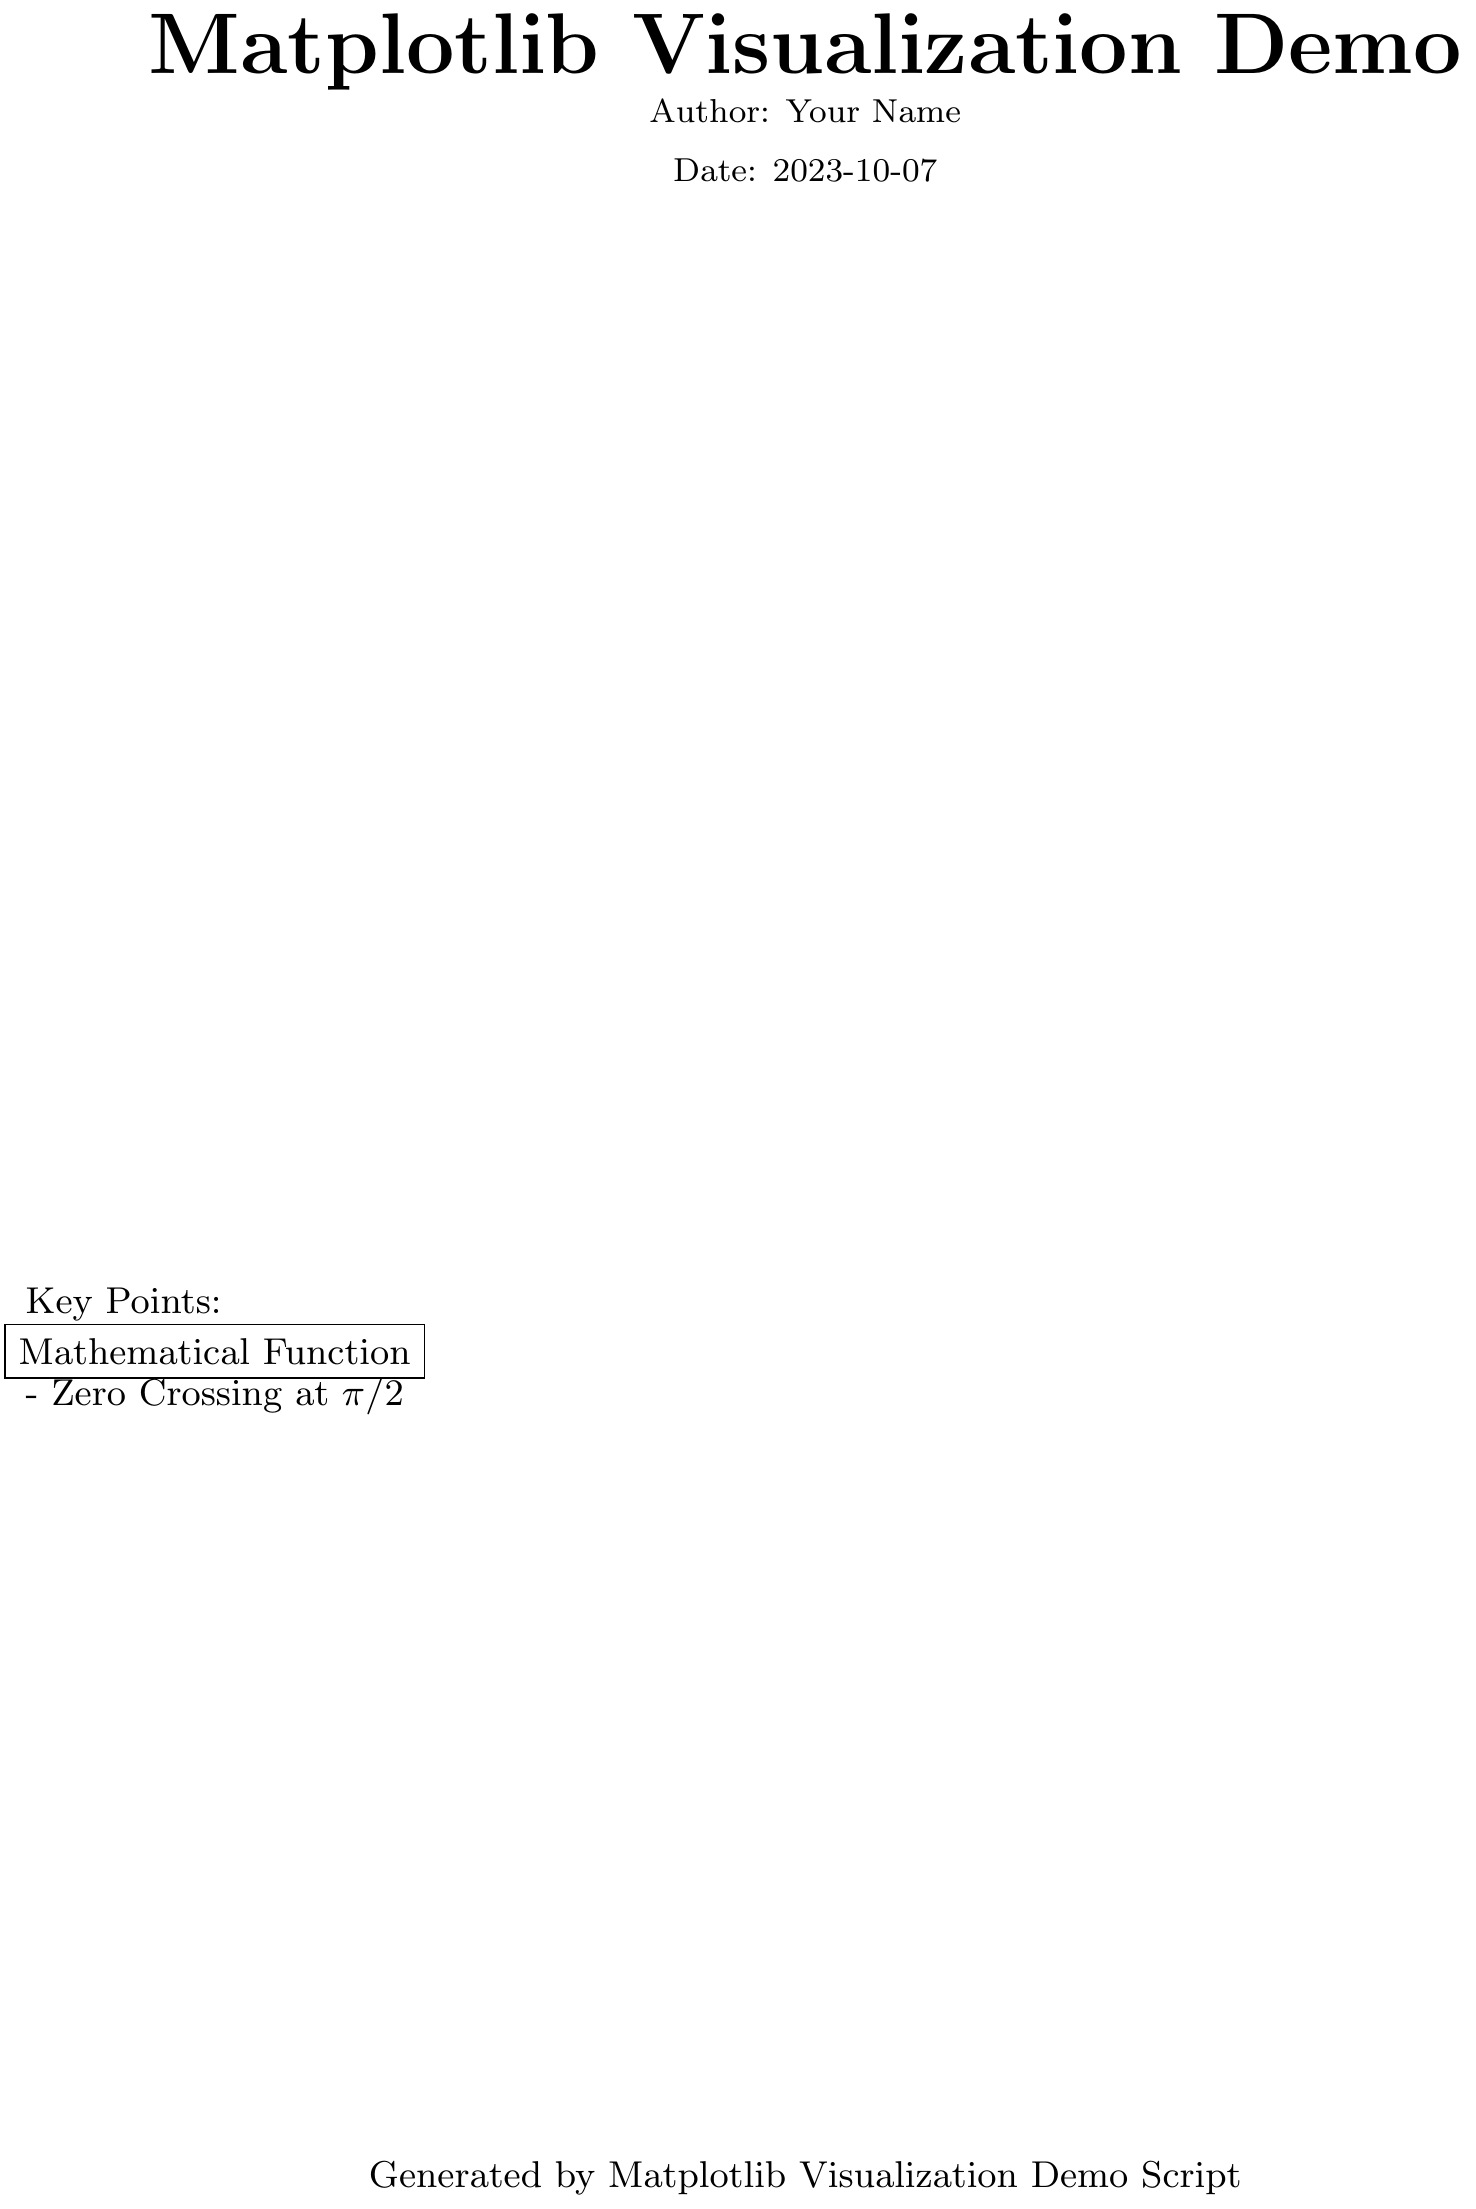 Matplotlib Visualization Demo
Author: Your Name
Date: 2023-10-07
Key Points:
Mathematical Function
- Zero Crossing at π/2
Generated by Matplotlib Visualization Demo Script